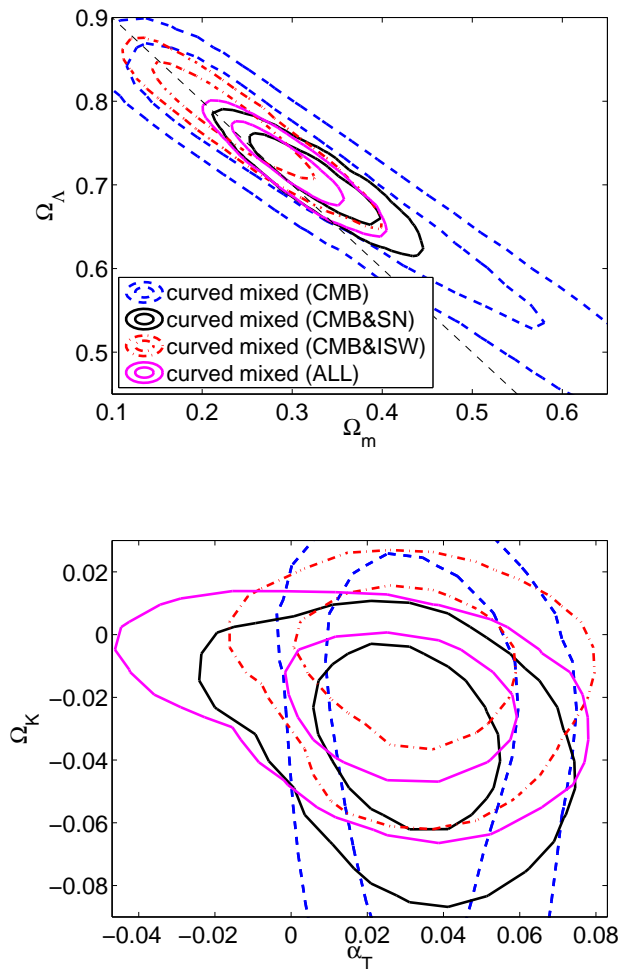 0.9
0.8
0.7
0.6
0.5
Ω_Λ
curved mixed (CMB)
curved mixed (CMB&SN)
curved mixed (CMB&ISW)
curved mixed (ALL)
0.1 0.2 0.3 0.4 0.5 0.6
Ω_m
0.02
0
−0.02
−0.04
−0.06
−0.08
Ω_K
−0.04 −0.02 0 0.02 0.04 0.06 0.08
α_T